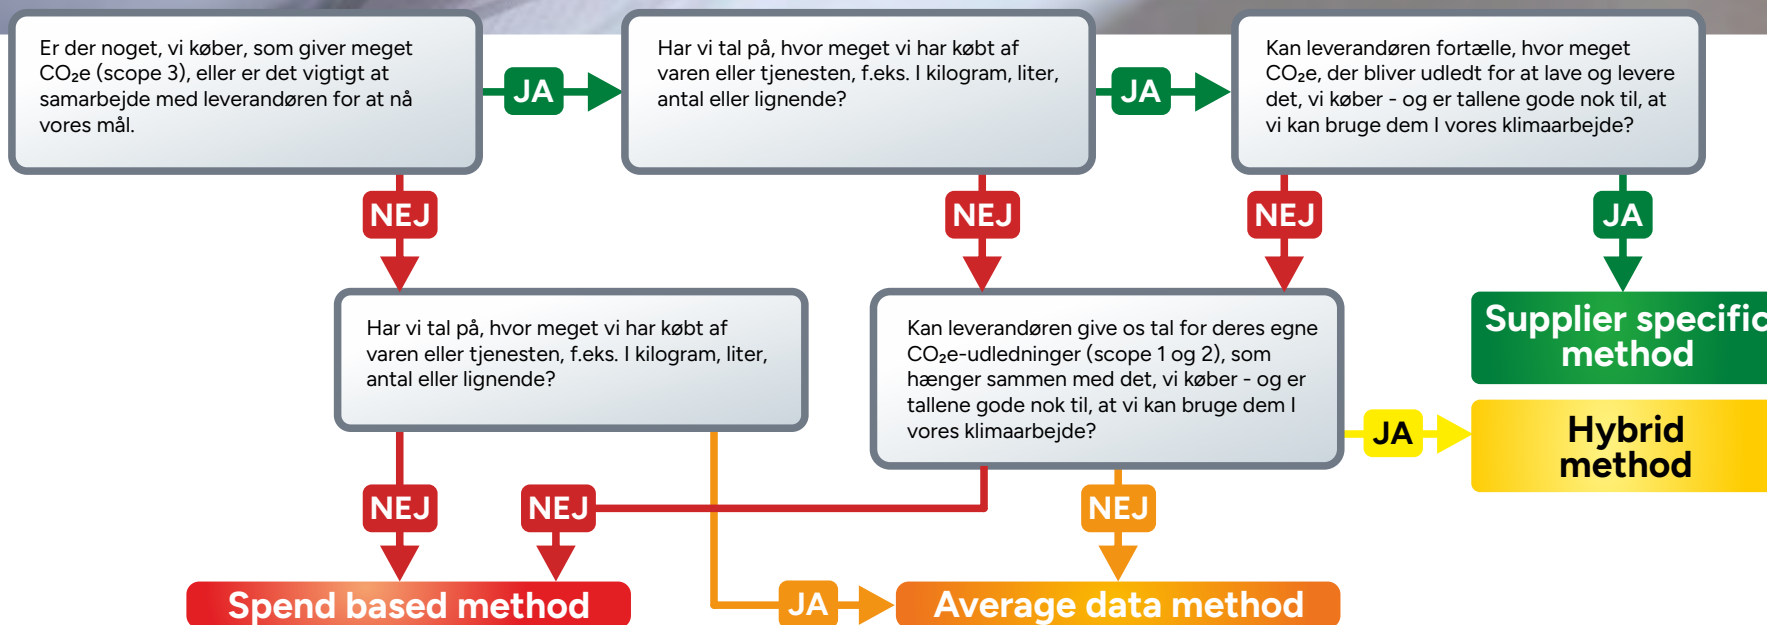 Er der noget, vi køber, som giver meget
CO₂e (scope 3), eller er det vigtigt at
samarbejde med leverandøren for at nå
vores mål.
JA
Har vi tal på, hvor meget vi har købt af
varen eller tjenesten, f.eks. I kilogram, liter,
antal eller lignende?
JA
Kan leverandøren fortælle, hvor meget
CO₂e, der bliver udledt for at lave og levere
det, vi køber - og er tallene gode nok til, at
vi kan bruge dem I vores klimaarbejde?
NEJ
NEJ
NEJ
JA
Har vi tal på, hvor meget vi har købt af
varen eller tjenesten, f.eks. I kilogram, liter,
antal eller lignende?
Kan leverandøren give os tal for deres egne
CO₂e-udledninger (scope 1 og 2), som
hænger sammen med det, vi køber - og er
tallene gode nok til, at vi kan bruge dem I
vores klimaarbejde?
Supplier specific
method
JA
Hybrid
method
NEJ
NEJ
NEJ
Spend based method
JA
Average data method